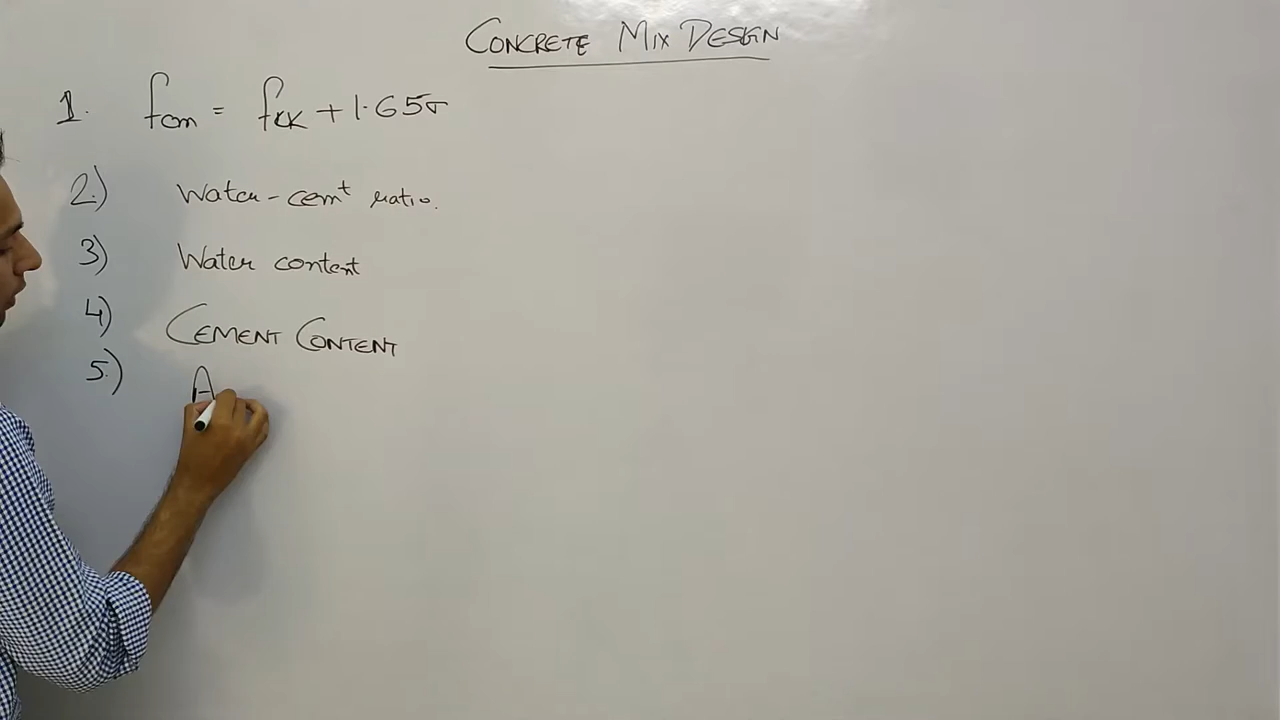 CONCRETE MIX DESIGN
1. fcm = fck + 1.65σ
2.) Water-cemt ratio.
3) Water content
4) CEMENT CONTENT
5.) A